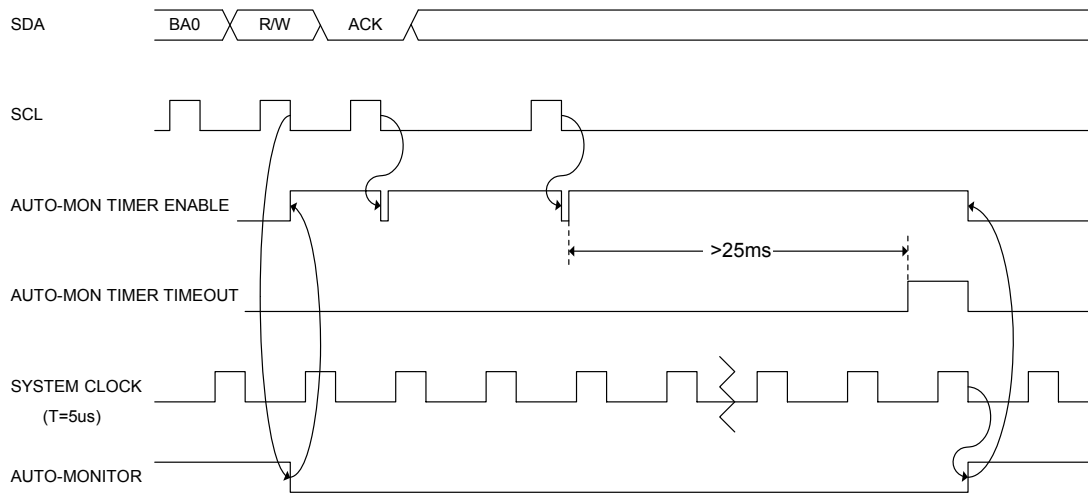 SDA
BA0
R/W
ACK
SCL
AUTO-MON TIMER ENABLE
>25ms
AUTO-MON TIMER TIMEOUT
SYSTEM CLOCK
(T=5us)
AUTO-MONITOR